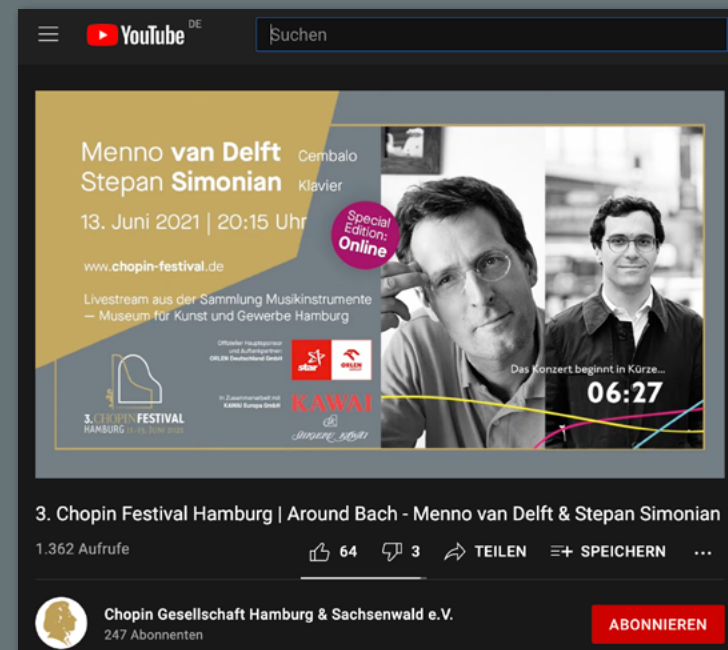 YouTube DE
Suchen
Menno van Delft Cembalo
Stepan Simonian Klavier
13. Juni 2021 | 20:15 Uhr
Special
Edition:
Online
www.chopin-festival.de
Livestream aus der Sammlung Musikinstrumente
— Museum für Kunst und Gewerbe Hamburg
Offizieller Hauptsponsor
und Auftaktpartner:
ORLEN Deutschland GmbH
star
ORLEN
In Zusammenarbeit mit
KAWAI Europa GmbH
KAWAI
SHIGERU KAWAI
3. CHOPIN FESTIVAL
HAMBURG
Das Konzert beginnt in Kürze...
06:27
3. Chopin Festival Hamburg | Around Bach - Menno van Delft & Stepan Simonian
1.362 Aufrufe
64
3
TEILEN
SPEICHERN
...
Chopin Gesellschaft Hamburg & Sachsenwald e.V.
247 Abonnenten
ABONNIEREN